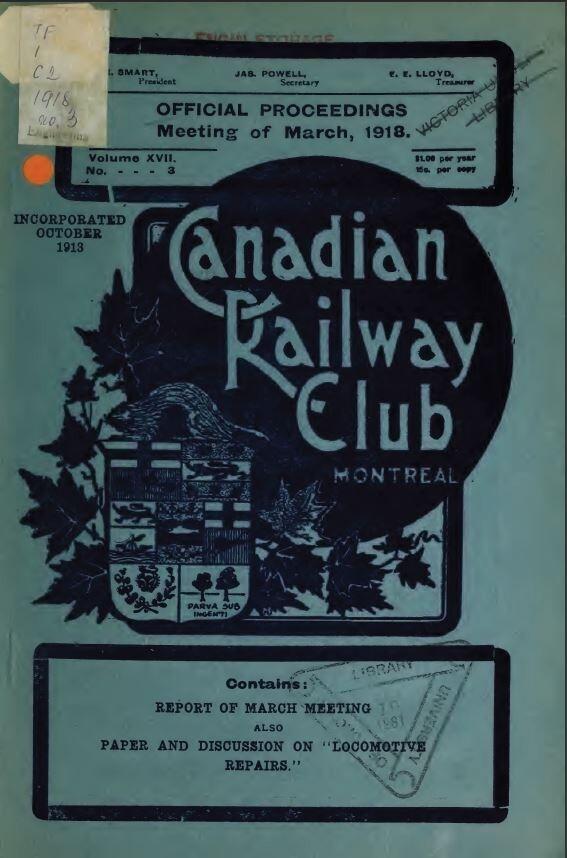 ENGIN STORAGE
TF
1
C2
1918
no. 3
Engineering
SMART,
President
JAS. POWELL,
Secretary
E. E. LLOYD,
Treasurer
VICTORIA
LIBRARY
OFFICIAL PROCEEDINGS
Meeting of March, 1918.
Volume XVII.
No. - - - 3
$1.00 per year
15c. per copy
INCORPORATED
OCTOBER
1913
Canadian
Railway
Club
MONTREAL
PARVA SUB
INGENTI
Contains:
REPORT OF MARCH MEETING
ALSO
PAPER AND DISCUSSION ON "LOCOMOTIVE
REPAIRS."
LIBRARY
UNIVERSITY
OF